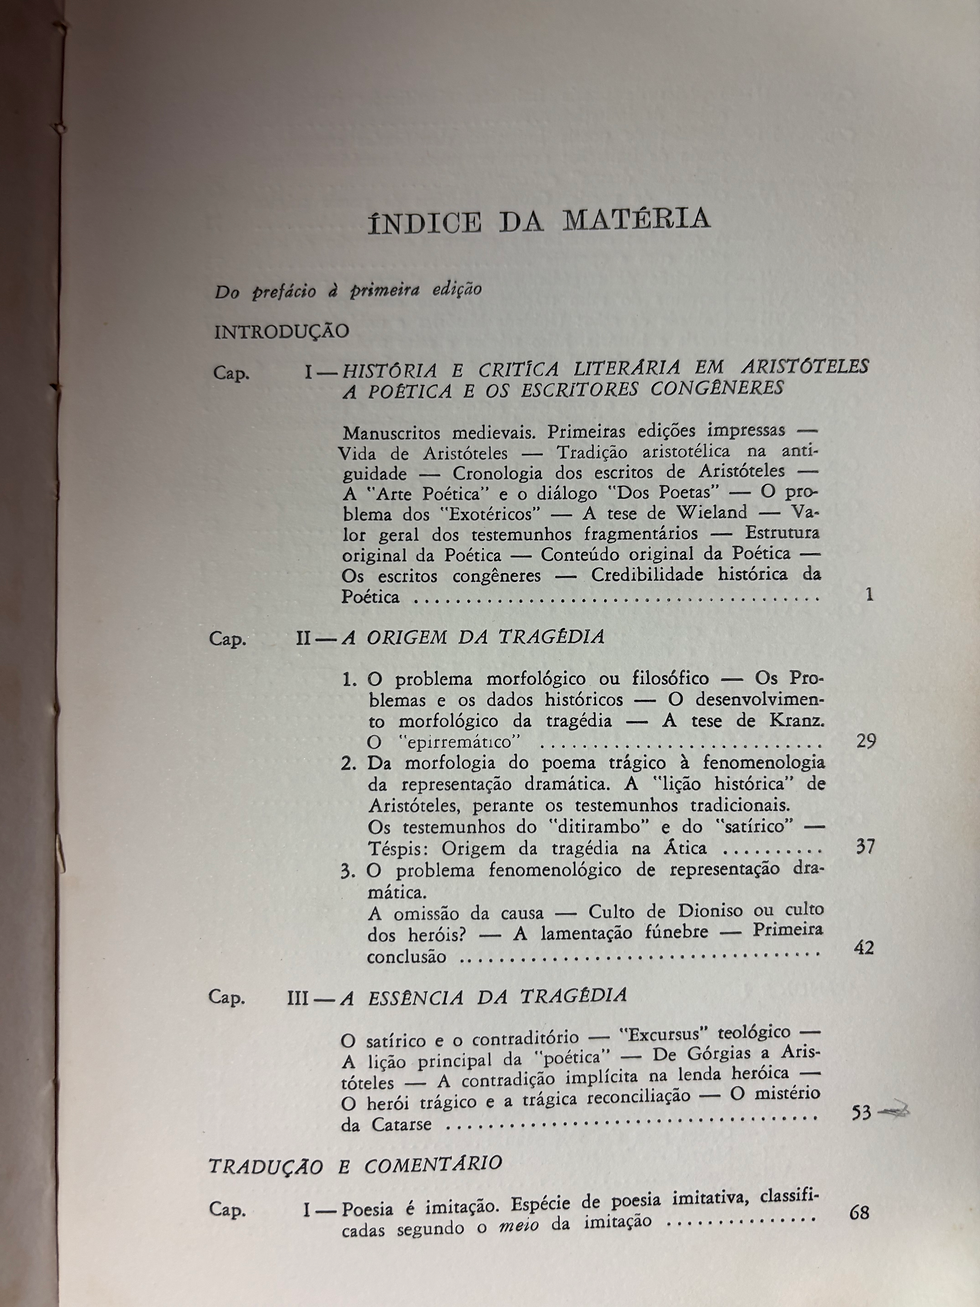 ÍNDICE DA MATÉRIA
Do prefácio à primeira edição
INTRODUÇÃO
Cap. I — HISTÓRIA E CRITÍCA LITERÁRIA EM ARISTÓTELES
A POÉTICA E OS ESCRITORES CONGÊNERES
Manuscritos medievais. Primeiras edições impressas —
Vida de Aristóteles — Tradição aristotélica na anti-
guidade — Cronologia dos escritos de Aristóteles —
A "Arte Poética" e o diálogo "Dos Poetas" — O pro-
blema dos "Exotéricos" — A tese de Wieland — Va-
lor geral dos testemunhos fragmentários — Estrutura
original da Poética — Conteúdo original da Poética —
Os escritos congêneres — Credibilidade histórica da
Poética ........................................ 1
Cap. II — A ORIGEM DA TRAGÉDIA
1. O problema morfológico ou filosófico — Os Pro-
blemas e os dados históricos — O desenvolvimen-
to morfológico da tragédia — A tese de Kranz.
O "epirremático" ........................... 29
2. Da morfologia do poema trágico à fenomenologia
da representação dramática. A "lição histórica" de
Aristóteles, perante os testemunhos tradicionais.
Os testemunhos do "ditirambo" e do "satírico" —
Téspis: Origem da tragédia na Ática .......... 37
3. O problema fenomenológico de representação dra-
mática.
A omissão da causa — Culto de Dioniso ou culto
dos heróis? — A lamentação fúnebre — Primeira
conclusão ................................... 42
Cap. III — A ESSÊNCIA DA TRAGÉDIA
O satírico e o contraditório — "Excursus" teológico —
A lição principal da "poética" — De Górgias a Aris-
tóteles — A contradição implícita na lenda heróica —
O herói trágico e a trágica reconciliação — O mistério
da Catarse ..................................... 53
TRADUÇÃO E COMENTÁRIO
Cap. I — Poesia é imitação. Espécie de poesia imitativa, classifi-
cadas segundo o meio da imitação ............... 68